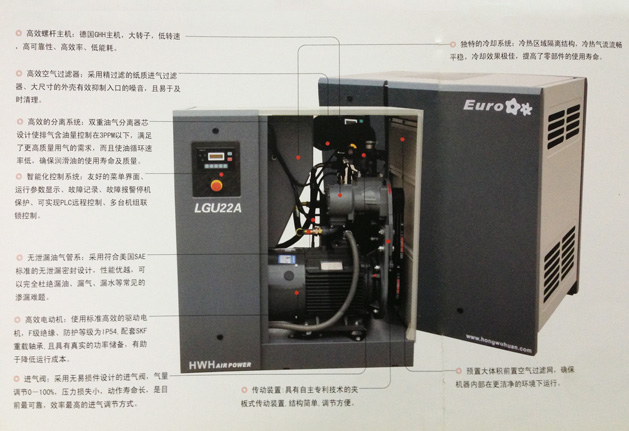 高效螺杆主机：德国GHH主机，大转子，低转速
，高可靠性、高效率、低能耗。
高效空气过滤器：采用精过滤的纸质进气过滤
器、大尺寸的外壳有效抑制入口的噪音、且易于及
时清理。
高效的分离系统：双重油气分离器芯
设计使排气含油量控制在3PPM以下，满足
了更高质量用气的需求，而且使油循环速
率低、确保润滑油的使用寿命及质量。
智能化控制系统：友好的菜单界面、
运行参数显示、故障记录、故障报警停机
保护、可实现PLC远程控制、多台机组联
锁控制。
无泄漏油气管系：采用符合美国SAE
标准的无泄漏密封设计，性能优越，可
以完全杜绝漏油、漏气、漏水等常见的
渗漏难题。
高效电动机：使用标准高效的驱动电
机，F级绝缘、防护等级为IP54，配套SKF
重载轴承，且具有真实的功率储备，有助
于降低运行成本。
进气阀：采用无易损件设计的进气阀、气量
调节0－100%，压力损失小，动作寿命长，是目
前最可靠，效率最高的进气调节方式。
传动装置：具有自主专利技术的夹
板式传动装置，结构简单，调节方便。
独特的冷却系统：冷热区域隔离结构，冷热气流流畅
平稳，冷却效果极佳，提高了零部件的使用寿命。
预置大体积前置空气过滤网，确保
机器内部在更洁净的环境下运行。
LGU22A
HWH AIR POWER
Euro
www.hongwuhuan.com